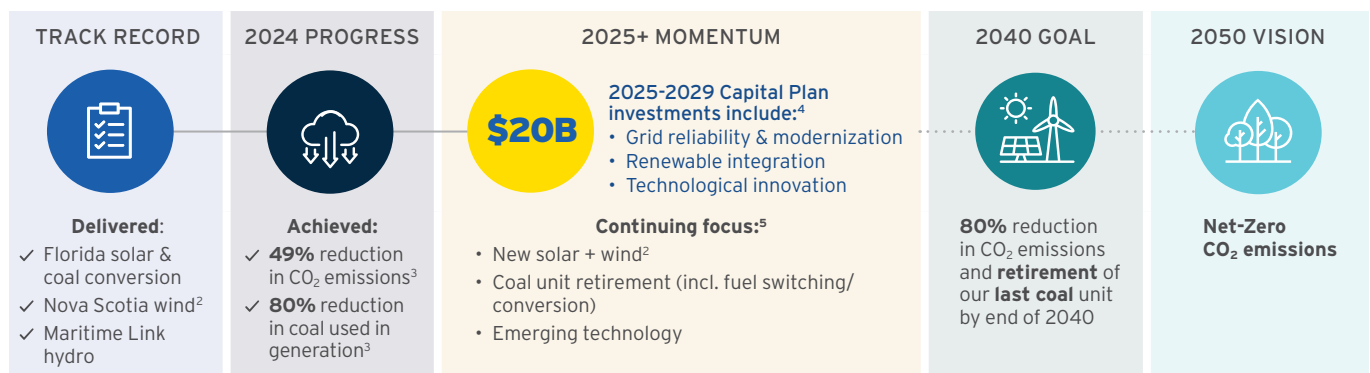 TRACK RECORD
Delivered:
✓ Florida solar &
coal conversion
✓ Nova Scotia wind²
✓ Maritime Link
hydro
2024 PROGRESS
Achieved:
✓ 49% reduction
in CO₂ emissions³
✓ 80% reduction
in coal used in
generation³
2025+ MOMENTUM
$20B
2025-2029 Capital Plan
investments include:⁴
• Grid reliability & modernization
• Renewable integration
• Technological innovation
Continuing focus:⁵
• New solar + wind²
• Coal unit retirement (incl. fuel switching/
conversion)
• Emerging technology
2040 GOAL
80% reduction
in CO₂ emissions
and retirement of
our last coal unit
by end of 2040
2050 VISION
Net-Zero
CO₂ emissions